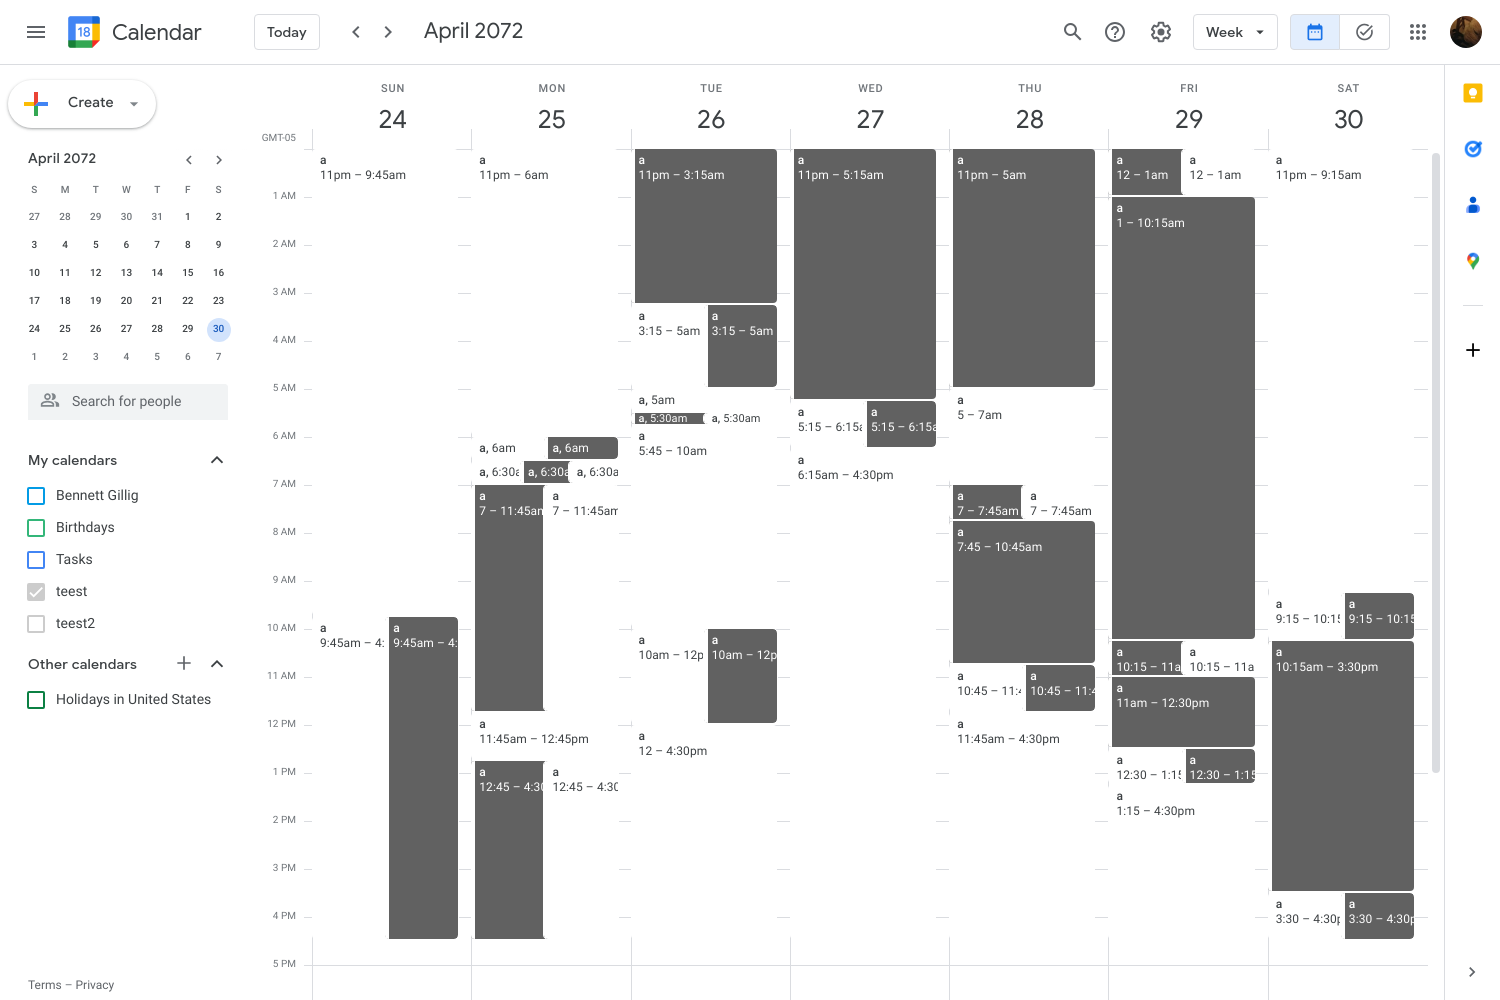 18 Calendar Today April 2072 Week
Create
SUN MON TUE WED THU FRI SAT
24 25 26 27 28 29 30
GMT-05
April 2072
S M T W T F S
27 28 29 30 31 1 2
3 4 5 6 7 8 9
10 11 12 13 14 15 16
17 18 19 20 21 22 23
24 25 26 27 28 29 30
1 2 3 4 5 6 7
Search for people
My calendars
Bennett Gillig
Birthdays
Tasks
teest
teest2
Other calendars
Holidays in United States
Terms – Privacy
1 AM
2 AM
3 AM
4 AM
5 AM
6 AM
7 AM
8 AM
9 AM
10 AM
11 AM
12 PM
1 PM
2 PM
3 PM
4 PM
5 PM
a
11pm – 9:45am
a
9:45am – 4:
a
9:45am – 4:
a
11pm – 6am
a, 6am
a, 6am
a, 6:30a
a, 6:30a
a, 6:30a
a
7 – 11:45am
a
7 – 11:45am
a
11:45am – 12:45pm
a
12:45 – 4:30
a
12:45 – 4:30
a
11pm – 3:15am
a
3:15 – 5am
a
3:15 – 5am
a, 5am
a, 5:30am
a, 5:30am
a
5:45 – 10am
a
10am – 12p
a
10am – 12p
a
12 – 4:30pm
a
11pm – 5:15am
a
5:15 – 6:15a
a
5:15 – 6:15a
a
6:15am – 4:30pm
a
11pm – 5am
a
5 – 7am
a
7 – 7:45am
a
7 – 7:45am
a
7:45 – 10:45am
a
10:45 – 11:4
a
10:45 – 11:4
a
11:45am – 4:30pm
a
12 – 1am
a
12 – 1am
a
1 – 10:15am
a
10:15 – 11a
a
10:15 – 11a
a
11am – 12:30pm
a
12:30 – 1:15
a
12:30 – 1:15
a
1:15 – 4:30pm
a
11pm – 9:15am
a
9:15 – 10:15
a
9:15 – 10:15
a
10:15am – 3:30pm
a
3:30 – 4:30p
a
3:30 – 4:30p